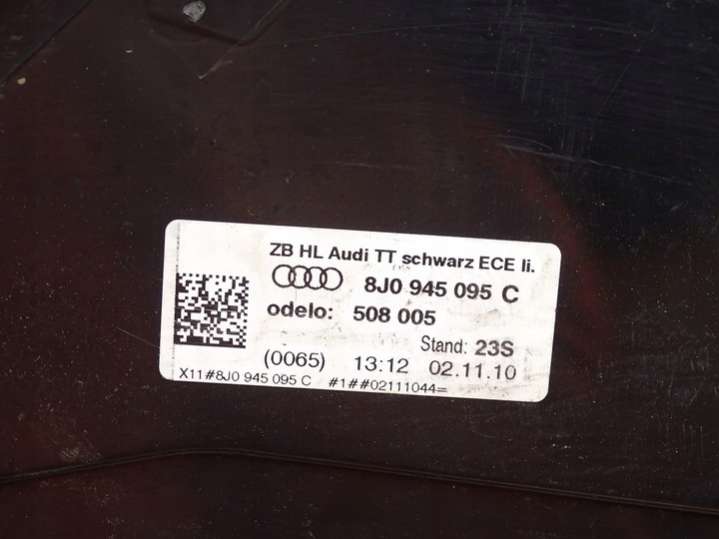 ZB HL Audi TT schwarz ECE li.
8J0 945 095 C
odelo: 508 005
Stand: 23S
(0065) 13:12 02.11.10
X11#8J0 945 095 C #1##02111044=